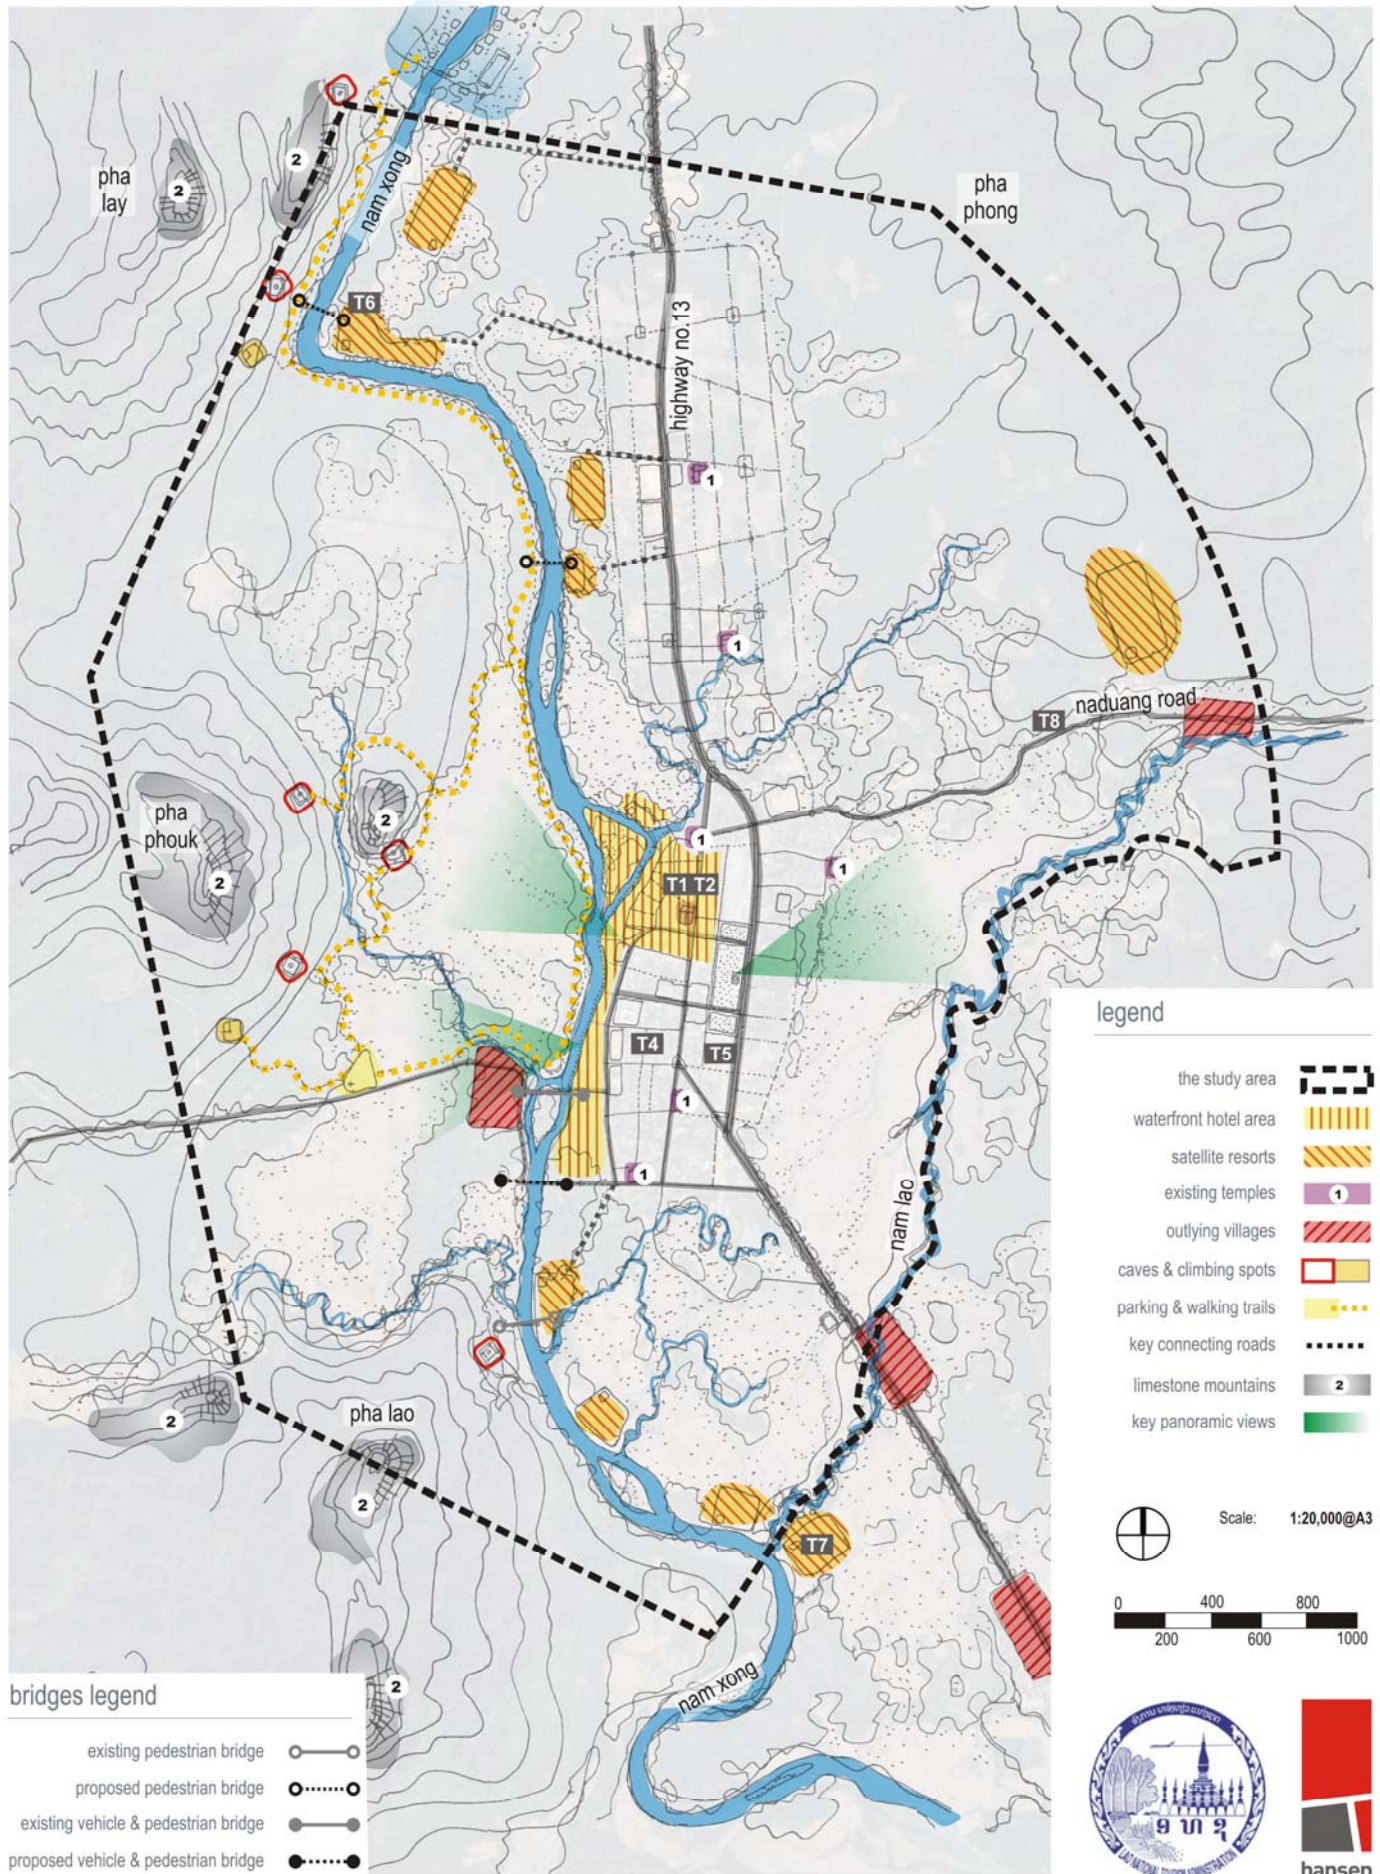 2
pha
lay
2
nam xong
pha
phong
T6
highway no.13
1
1
naduang road
T8
pha
phouk
2
2
1
1
T1 T2
T4
T5
1
1
nam lao
2
pha lao
2
T7
2
nam xong
legend
the study area
waterfront hotel area
satellite resorts
existing temples
1
outlying villages
caves & climbing spots
parking & walking trails
key connecting roads
limestone mountains
2
key panoramic views
Scale: 1:20,000@A3
0 400 800
200 600 1000
bridges legend
existing pedestrian bridge
proposed pedestrian bridge
existing vehicle & pedestrian bridge
proposed vehicle & pedestrian bridge
LAO NATIONAL TOURISM ADMINISTRATION
hansen